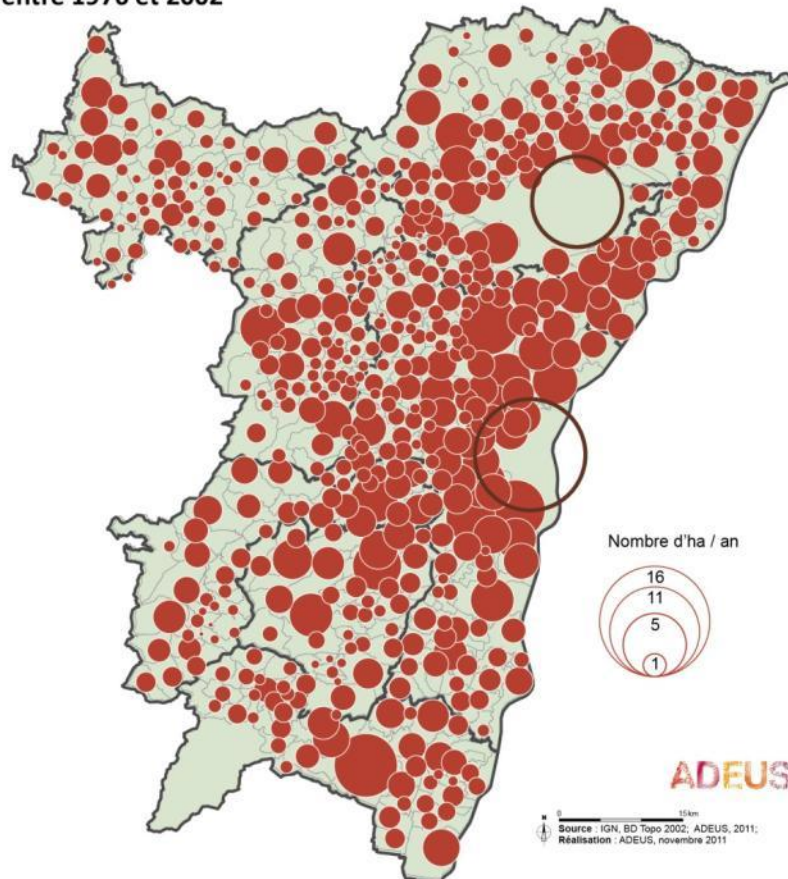 entre 1976 et 2002
Nombre d'ha / an
16
11
5
1
ADEUS
N
0 15km
Source : IGN, BD Topo 2002; ADEUS, 2011;
Réalisation : ADEUS, novembre 2011